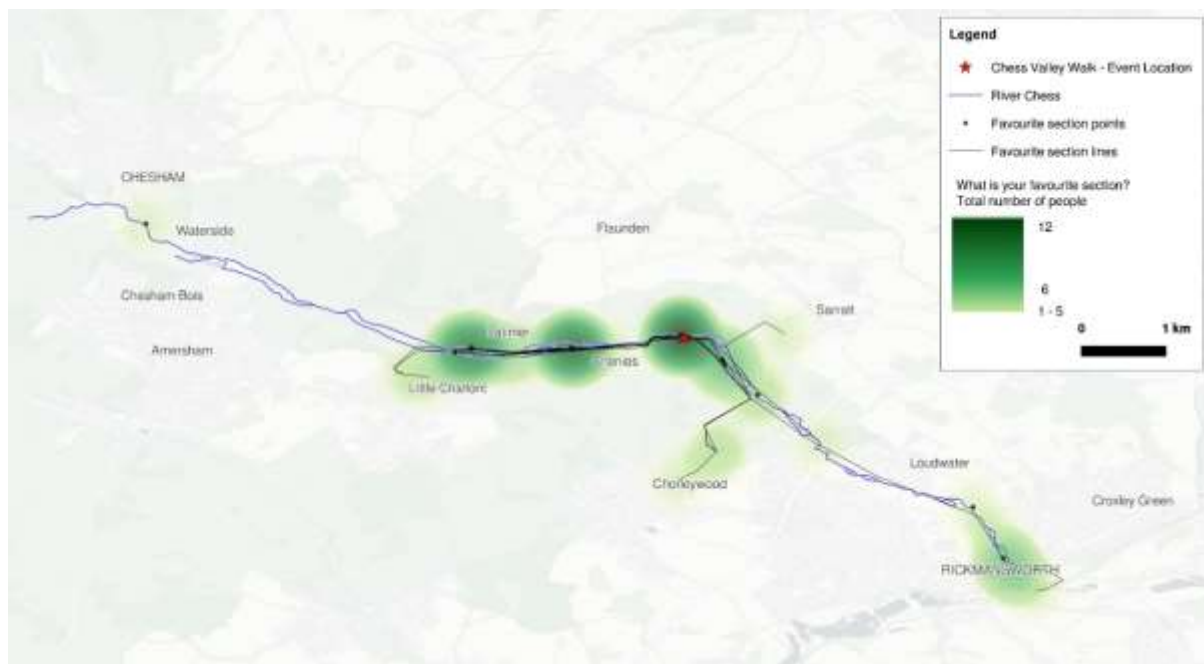 Legend
Chess Valley Walk - Event Location
River Chess
Favourite section points
Favourite section lines
What is your favourite section?
Total number of people
12
6
1 - 5
0 1 km
CHESHAM
Waterside
Flaunden
Chesham Bois
Sarratt
Amersham
Latimer
Chenies
Little Chalfont
Loudwater
Chorleywood
Croxley Green
RICKMANSWORTH